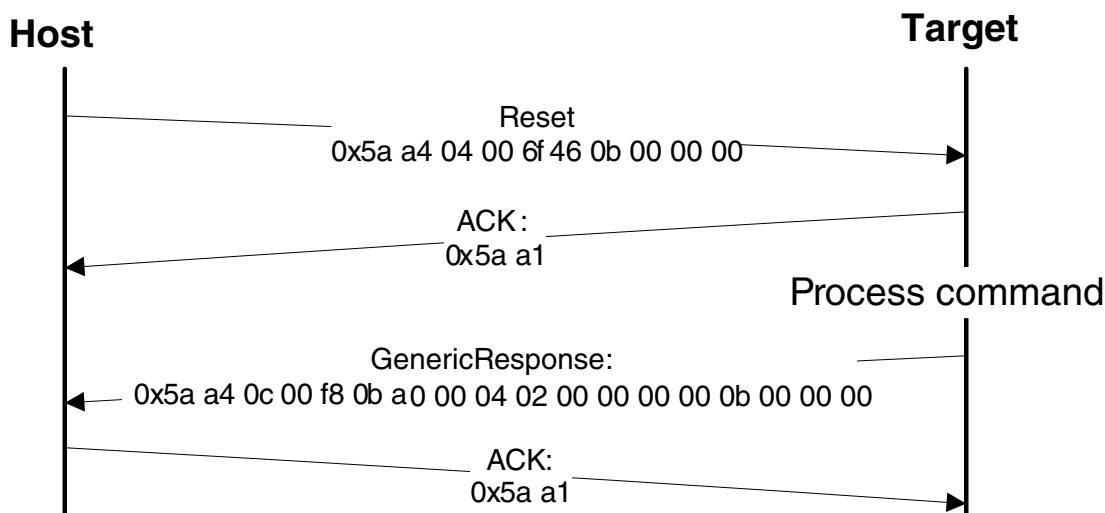 Host
Target
Reset
0x5a a4 04 00 6f 46 0b 00 00 00
ACK:
0x5a a1
Process command
GenericResponse:
0x5a a4 0c 00 f8 0b a0 00 04 02 00 00 00 00 0b 00 00 00
ACK:
0x5a a1